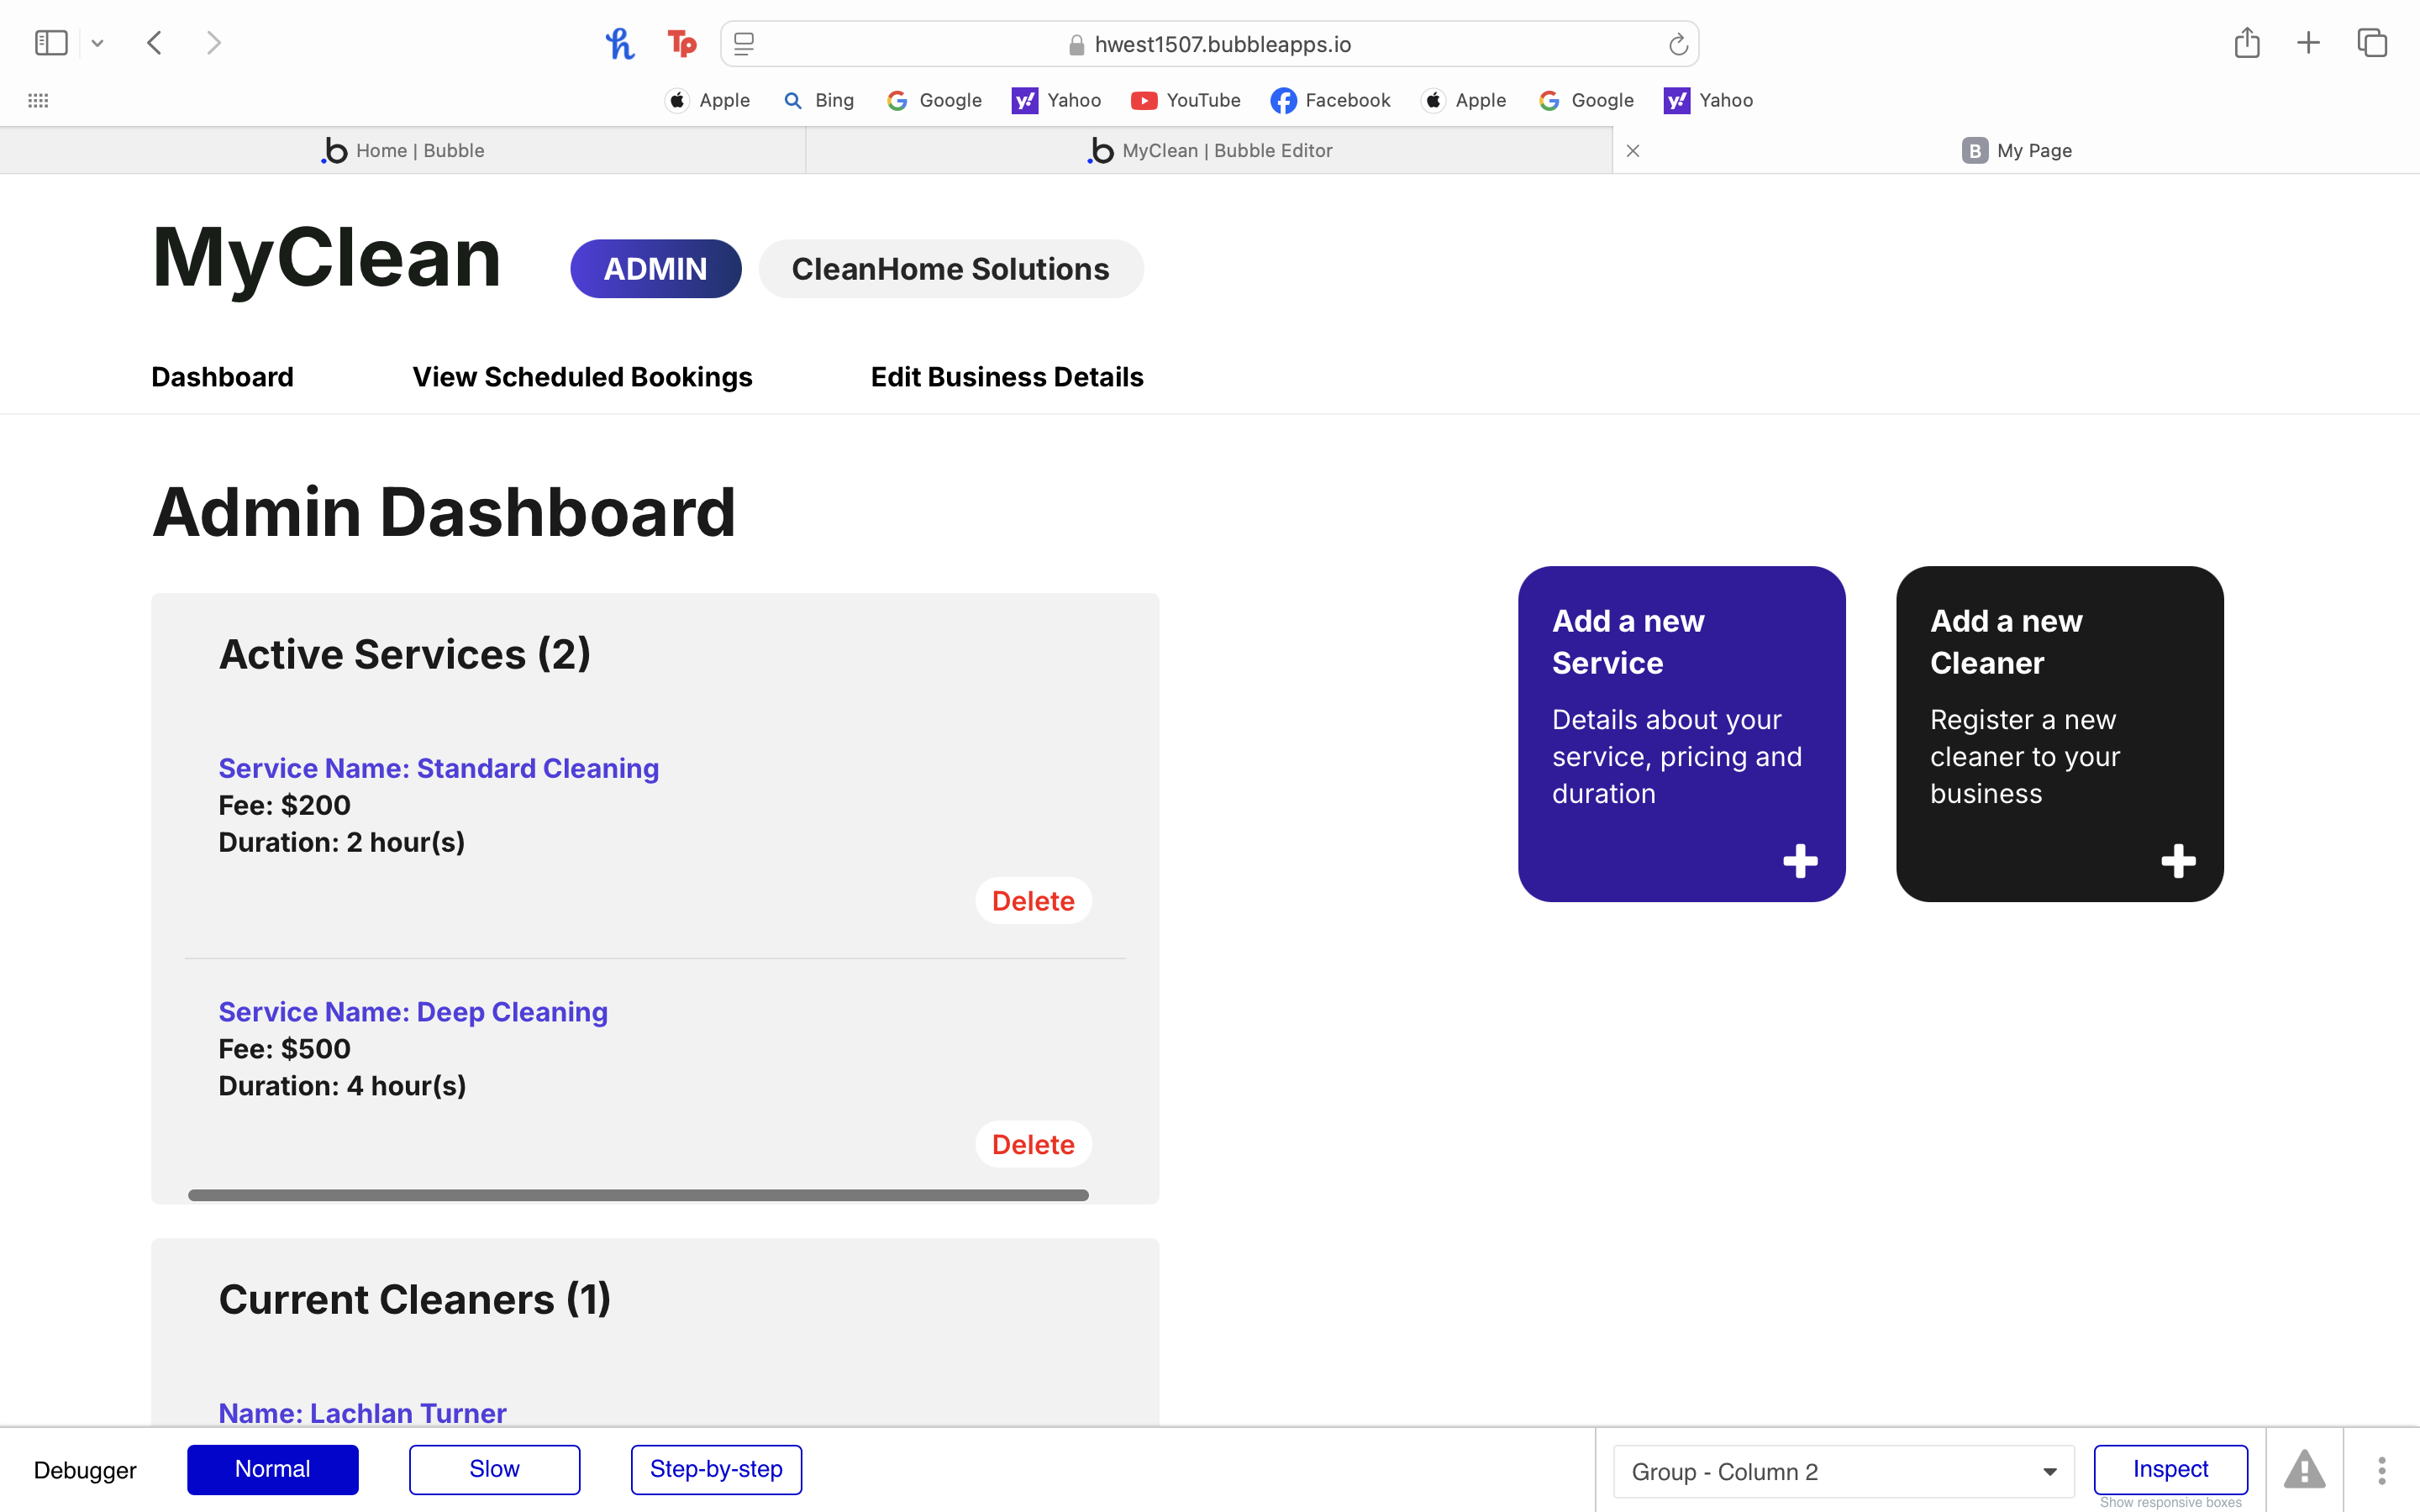 hwest1507.bubbleapps.io
Apple Bing Google Yahoo YouTube Facebook Apple Google Yahoo
Home | Bubble
MyClean | Bubble Editor
My Page
MyClean
ADMIN
CleanHome Solutions
Dashboard
View Scheduled Bookings
Edit Business Details
Admin Dashboard
Active Services (2)
Service Name: Standard Cleaning
Fee: $200
Duration: 2 hour(s)
Delete
Service Name: Deep Cleaning
Fee: $500
Duration: 4 hour(s)
Delete
Add a new
Service
Details about your
service, pricing and
duration
Add a new
Cleaner
Register a new
cleaner to your
business
Current Cleaners (1)
Name: Lachlan Turner
Debugger
Normal
Slow
Step-by-step
Group - Column 2
Inspect
Show responsive boxes